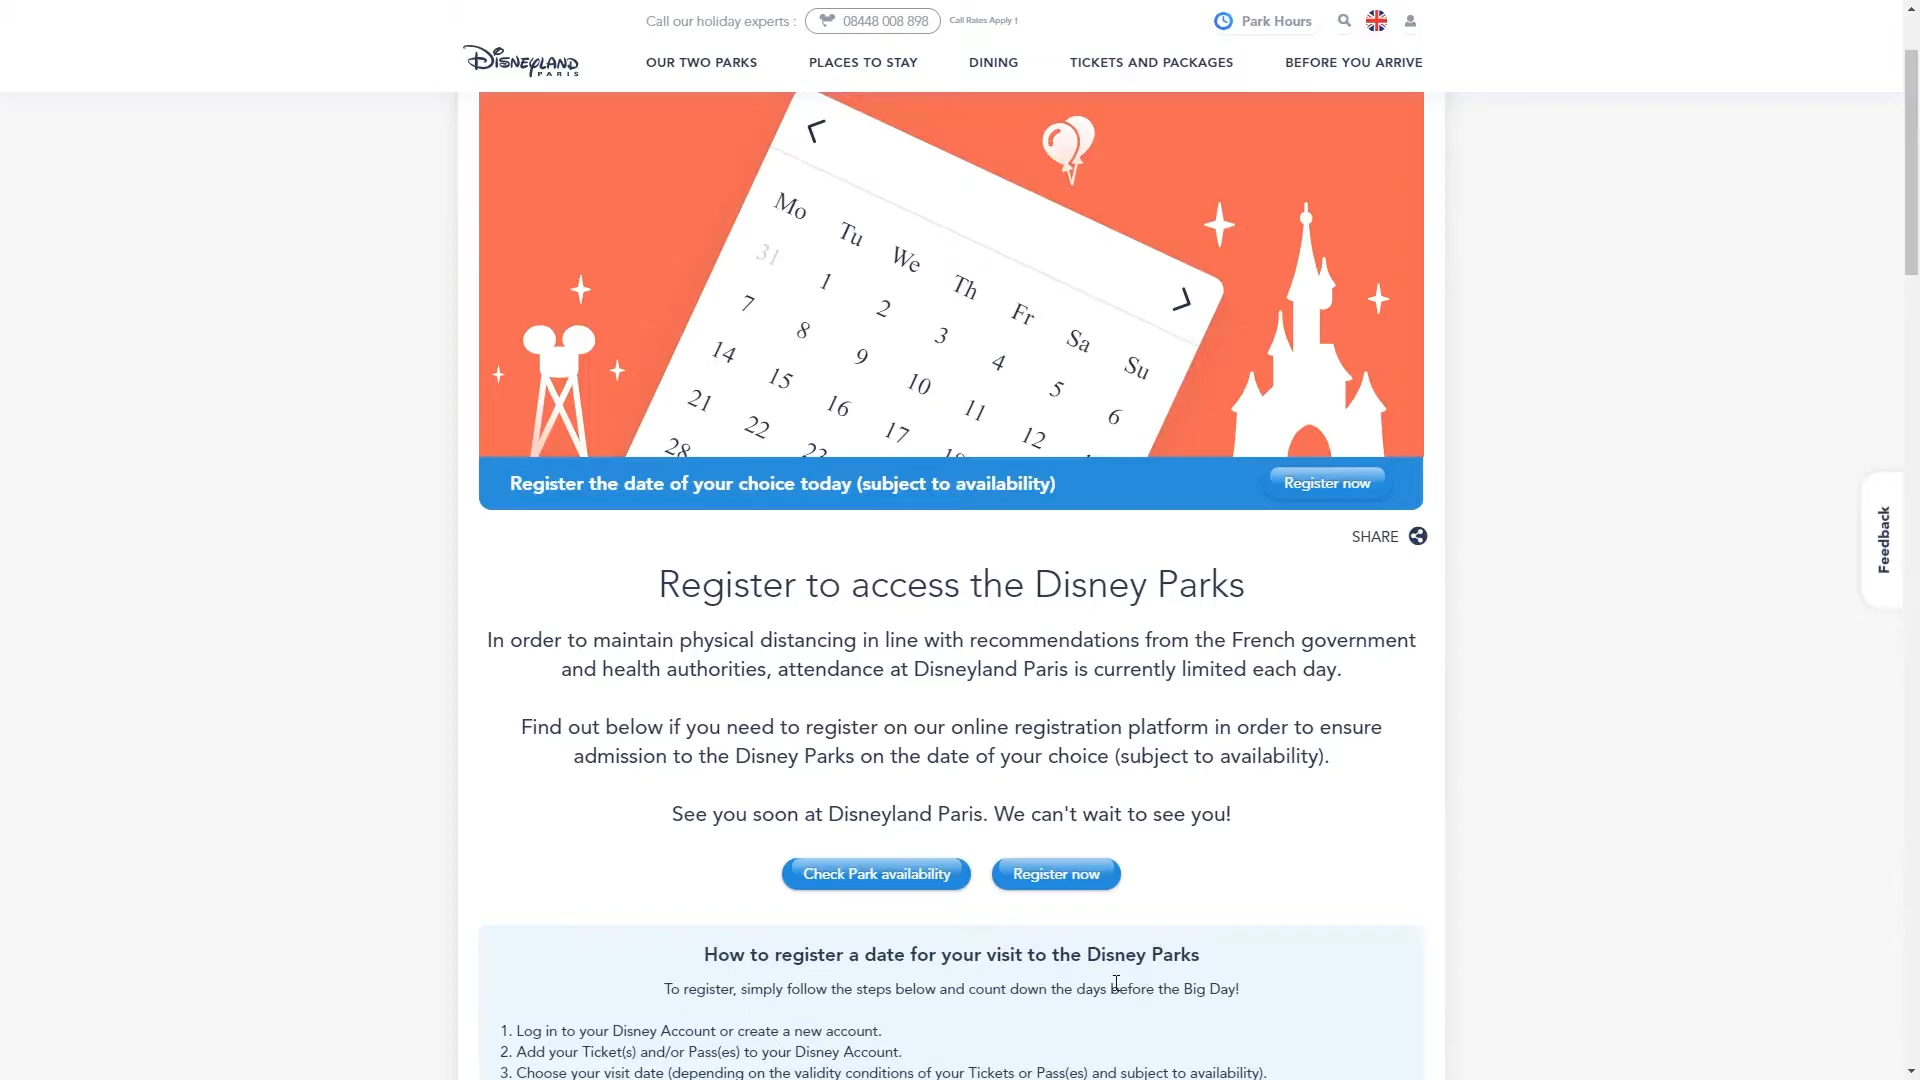 Call our holiday experts : 08448 008 898 Call Rates Apply †
Park Hours
DISNEYLAND
PARIS
OUR TWO PARKS PLACES TO STAY DINING TICKETS AND PACKAGES BEFORE YOU ARRIVE
Mo Tu We Th Fr Sa Su
31 1 2 3 4 5 6
7 8 9 10 11 12
14 15 16 17
21 22 23
28
Register the date of your choice today (subject to availability) Register now
SHARE
Feedback
Register to access the Disney Parks
In order to maintain physical distancing in line with recommendations from the French government
and health authorities, attendance at Disneyland Paris is currently limited each day.
Find out below if you need to register on our online registration platform in order to ensure
admission to the Disney Parks on the date of your choice (subject to availability).
See you soon at Disneyland Paris. We can't wait to see you!
Check Park availability Register now
How to register a date for your visit to the Disney Parks
To register, simply follow the steps below and count down the days before the Big Day!
1. Log in to your Disney Account or create a new account.
2. Add your Ticket(s) and/or Pass(es) to your Disney Account.
3. Choose your visit date (depending on the validity conditions of your Tickets or Pass(es) and subject to availability).